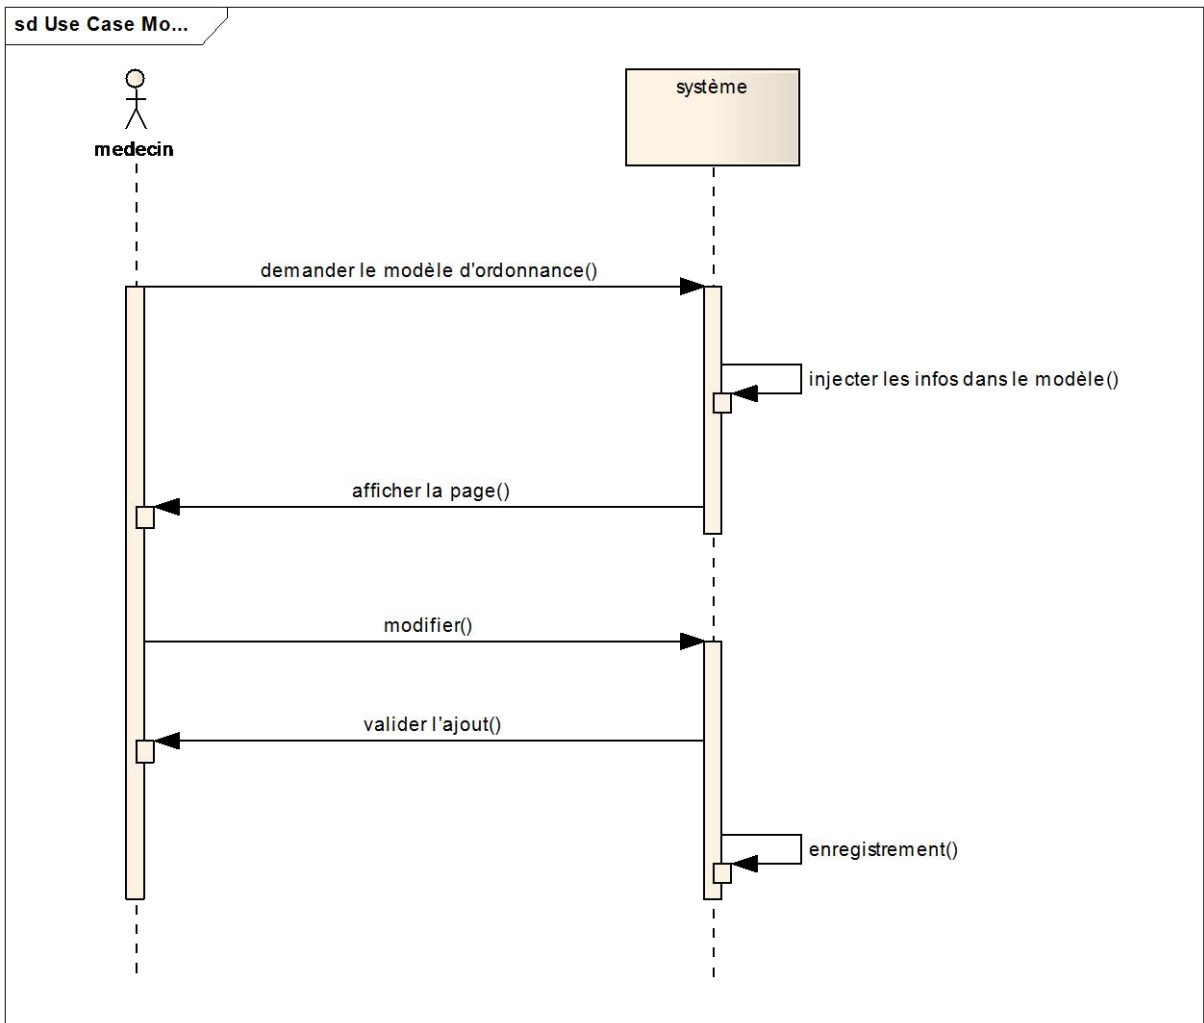 sd Use Case Mo...
medecin
système
demander le modèle d'ordonnance()
injecter les infos dans le modèle()
afficher la page()
modifier()
valider l'ajout()
enregistrement()